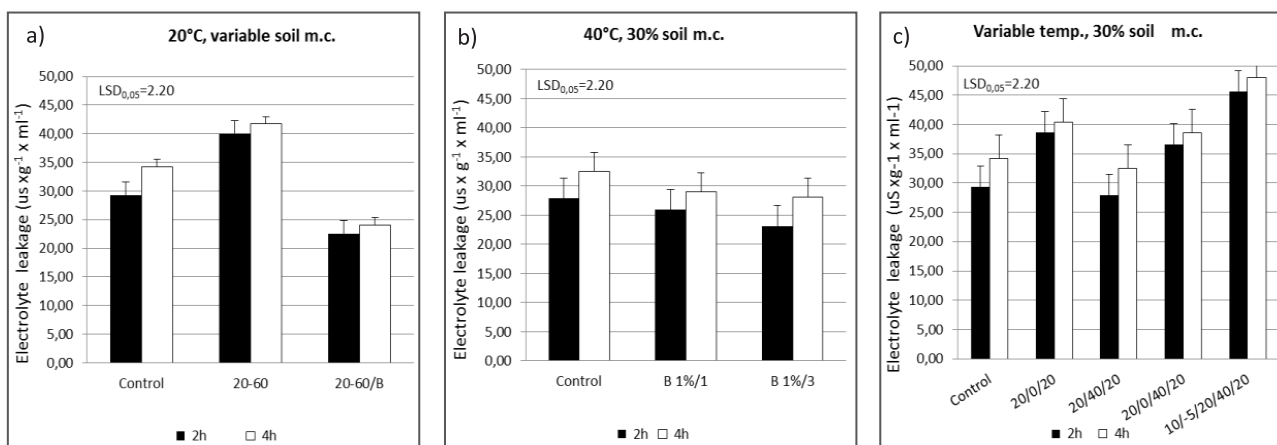 a)
20°C, variable soil m.c.
LSD0,05=2.20
Electrolyte leakage (us xg-1 x ml-1)
50,00
45,00
40,00
35,00
30,00
25,00
20,00
15,00
10,00
5,00
0,00
Control 20-60 20-60/B
2h 4h
b)
40°C, 30% soil m.c.
LSD0,05=2.20
Electrolyte leakage (us x g-1 x ml-1)
50,00
45,00
40,00
35,00
30,00
25,00
20,00
15,00
10,00
5,00
0,00
Control B 1%/1 B 1%/3
2h 4h
c)
Variable temp., 30% soil m.c.
LSD0,05=2.20
Electrolyte leakage (uS xg-1 x ml-1)
50,00
45,00
40,00
35,00
30,00
25,00
20,00
15,00
10,00
5,00
0,00
Control 20/0/20 20/40/20 20/0/40/20 10/-5/20/40/20
2h 4h